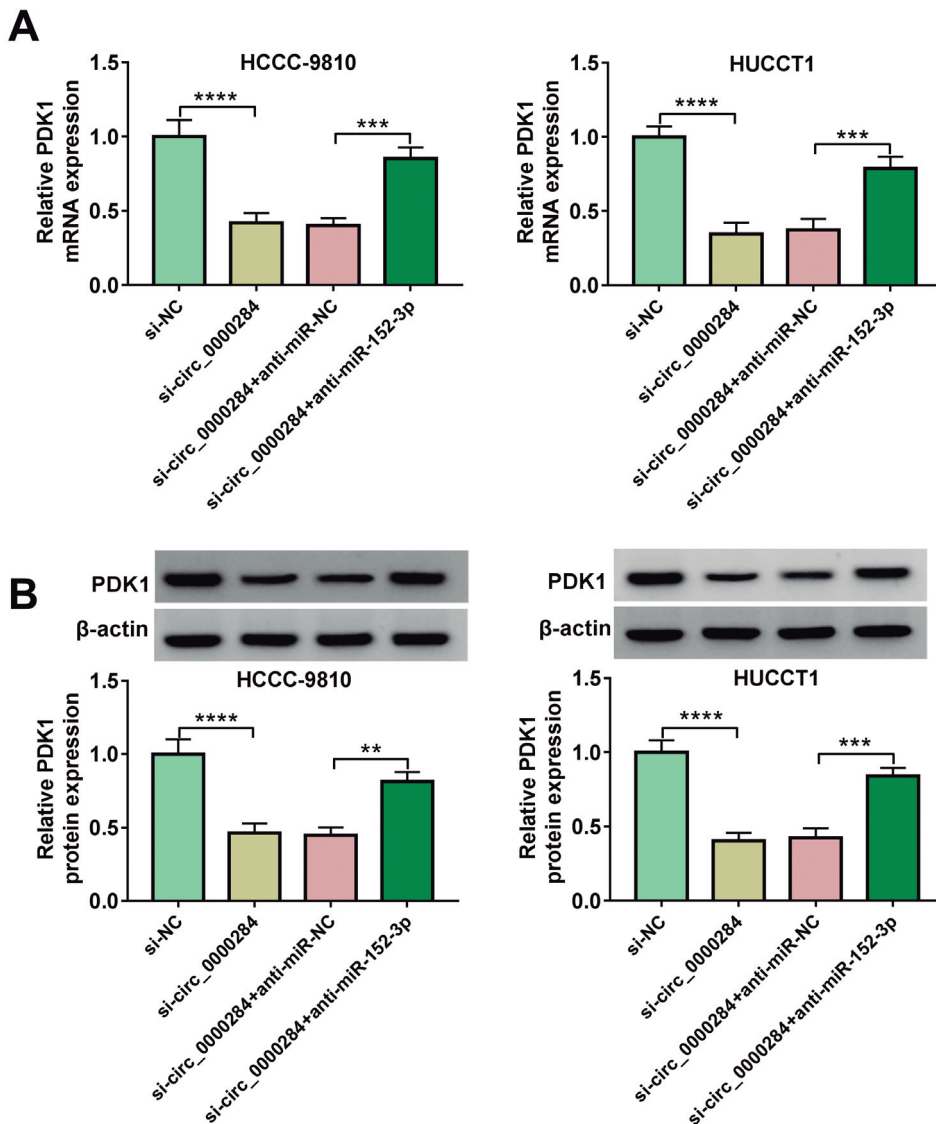 A
HCCC-9810
Relative PDK1
mRNA expression
1.5
1.0
0.5
0.0
****
***
si-NC
si-circ_0000284
si-circ_0000284+anti-miR-NC
si-circ_0000284+anti-miR-152-3p
HUCCT1
Relative PDK1
mRNA expression
1.5
1.0
0.5
0.0
****
***
si-NC
si-circ_0000284
si-circ_0000284+anti-miR-NC
si-circ_0000284+anti-miR-152-3p
B
PDK1
β-actin
HCCC-9810
Relative PDK1
protein expression
1.5
1.0
0.5
0.0
****
**
si-NC
si-circ_0000284
si-circ_0000284+anti-miR-NC
si-circ_0000284+anti-miR-152-3p
PDK1
β-actin
HUCCT1
Relative PDK1
protein expression
1.5
1.0
0.5
0.0
****
***
si-NC
si-circ_0000284
si-circ_0000284+anti-miR-NC
si-circ_0000284+anti-miR-152-3p